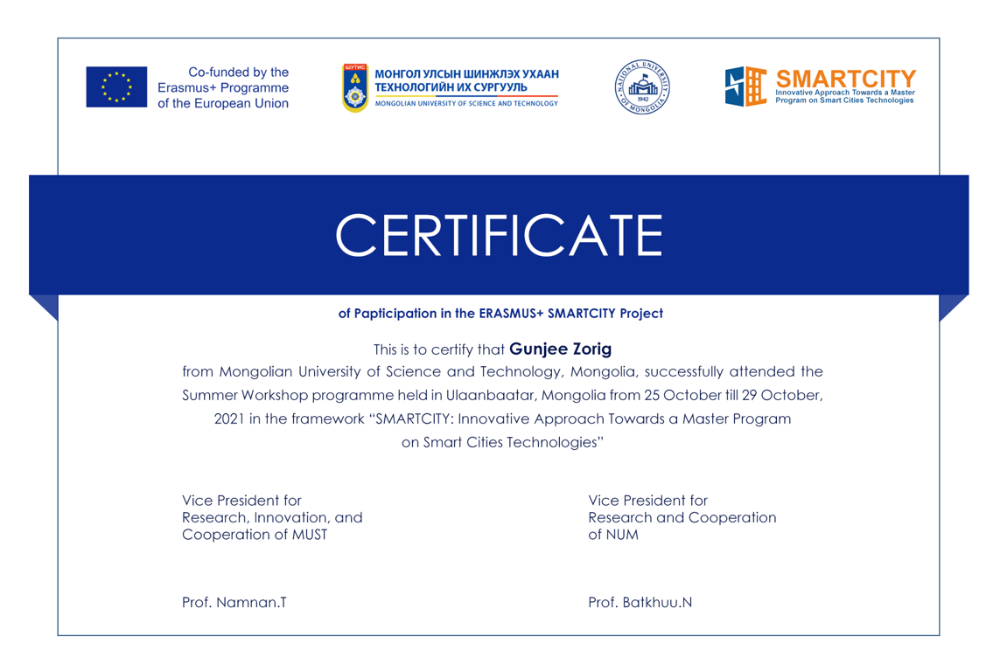 Co-funded by the
Erasmus+ Programme
of the European Union
ШУТИС
МОНГОЛ УЛСЫН ШИНЖЛЭХ УХААН
ТЕХНОЛОГИЙН ИХ СУРГУУЛЬ
MONGOLIAN UNIVERSITY OF SCIENCE AND TECHNOLOGY
NATIONAL UNIVERSITY
OF MONGOLIA
1942
SMARTCITY
Innovative Approach Towards a Master
Program on Smart Cities Technologies
CERTIFICATE
of Papticipation in the ERASMUS+ SMARTCITY Project
This is to certify that Gunjee Zorig
from Mongolian University of Science and Technology, Mongolia, successfully attended the
Summer Workshop programme held in Ulaanbaatar, Mongolia from 25 October till 29 October,
2021 in the framework “SMARTCITY: Innovative Approach Towards a Master Program
on Smart Cities Technologies”
Vice President for
Research, Innovation, and
Cooperation of MUST
Prof. Namnan.T
Vice President for
Research and Cooperation
of NUM
Prof. Batkhuu.N